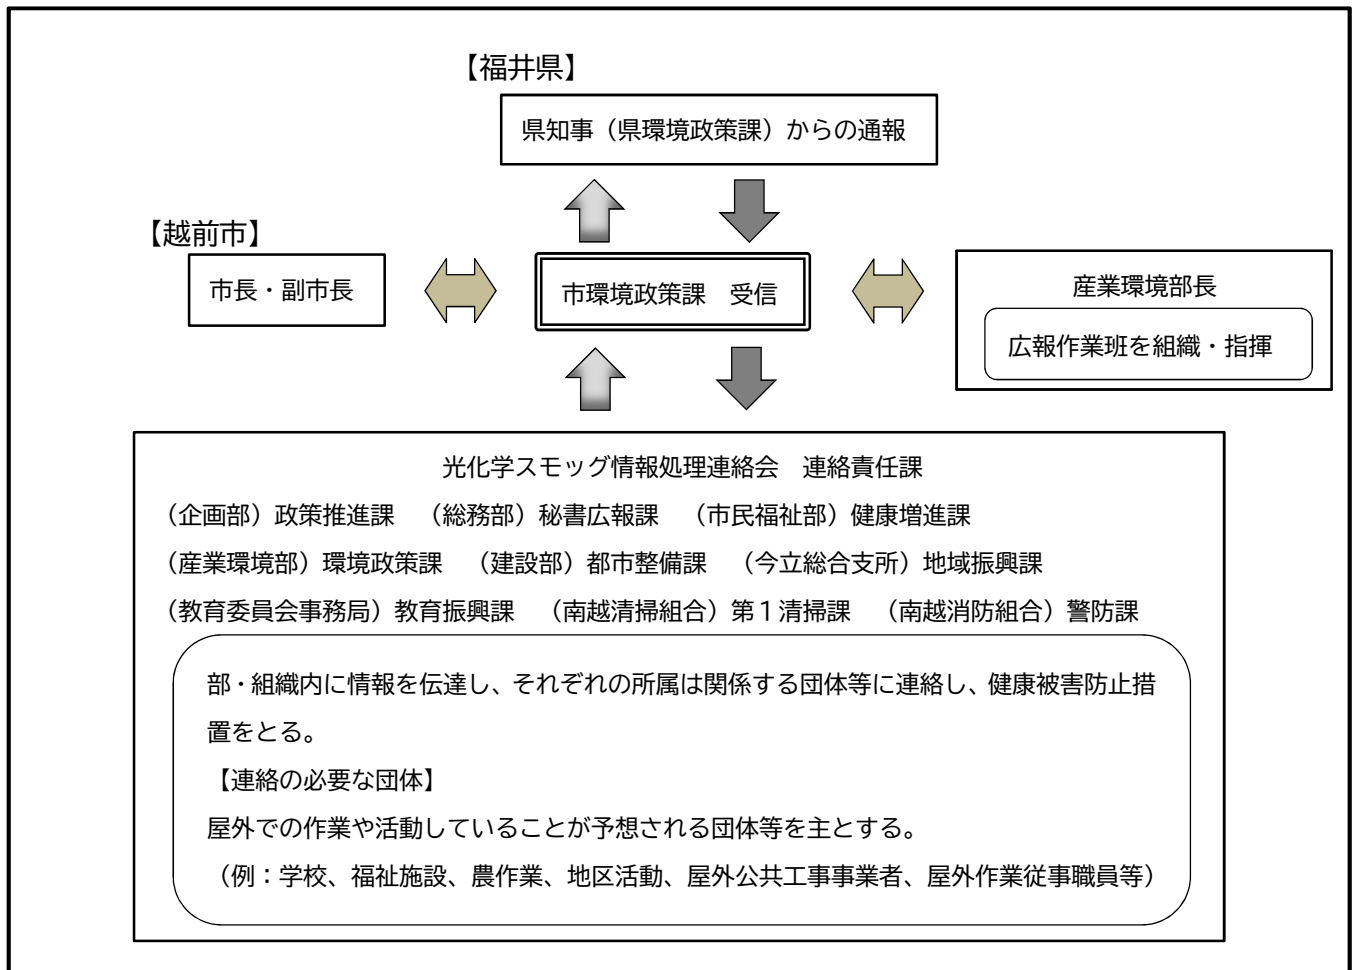 【福井県】
県知事（県環境政策課）からの通報
【越前市】
市長・副市長
市環境政策課　受信
産業環境部長
広報作業班を組織・指揮
光化学スモッグ情報処理連絡会　連絡責任課
（企画部）政策推進課　（総務部）秘書広報課　（市民福祉部）健康増進課
（産業環境部）環境政策課　（建設部）都市整備課　（今立総合支所）地域振興課
（教育委員会事務局）教育振興課　（南越清掃組合）第１清掃課　（南越消防組合）警防課
部・組織内に情報を伝達し、それぞれの所属は関係する団体等に連絡し、健康被害防止措
置をとる。
【連絡の必要な団体】
屋外での作業や活動していることが予想される団体等を主とする。
（例：学校、福祉施設、農作業、地区活動、屋外公共工事事業者、屋外作業従事職員等）